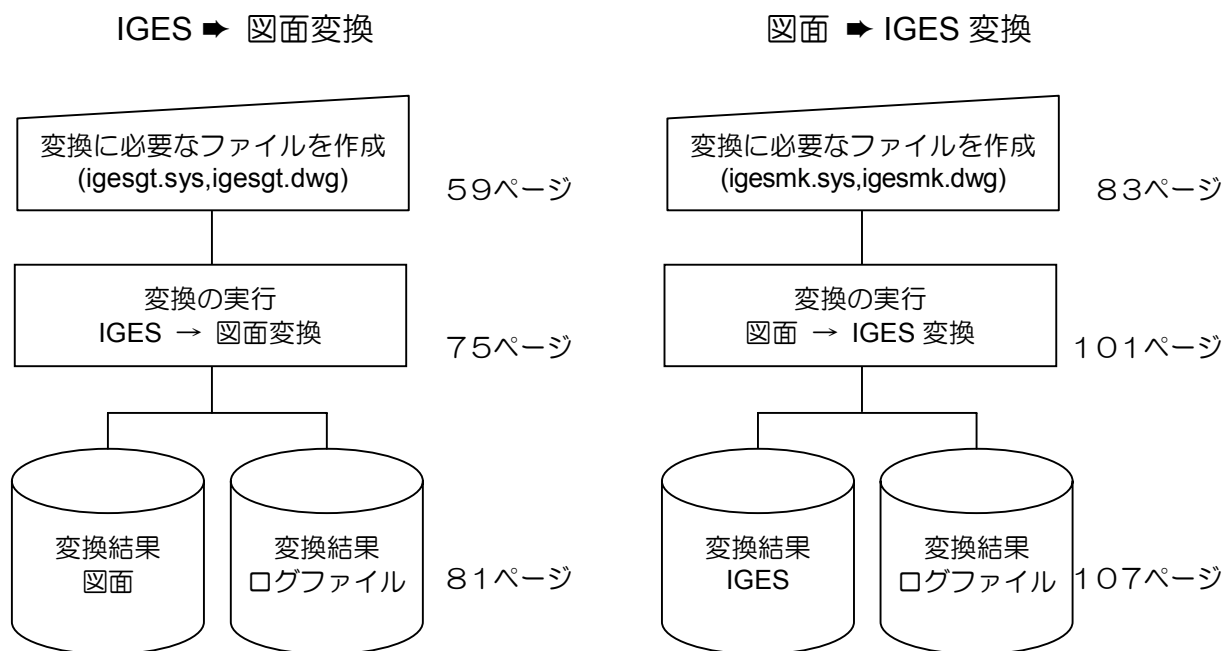 IGES ➨ 図面変換
変換に必要なファイルを作成
(igesgt.sys,igesgt.dwg)
59ページ
変換の実行
IGES → 図面変換
75ページ
変換結果
図面
変換結果
ログファイル
81ページ
図面 ➨ IGES 変換
変換に必要なファイルを作成
(igesmk.sys,igesmk.dwg)
83ページ
変換の実行
図面 → IGES 変換
101ページ
変換結果
IGES
変換結果
ログファイル
107ページ